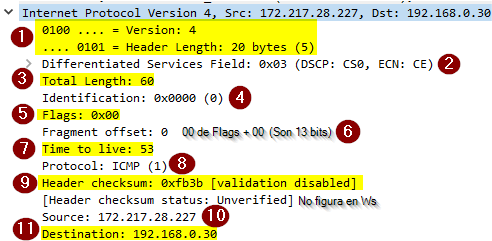 Internet Protocol Version 4, Src: 172.217.28.227, Dst: 192.168.0.30
1 0100 .... = Version: 4
.... 0101 = Header Length: 20 bytes (5)
Differentiated Services Field: 0x03 (DSCP: CS0, ECN: CE) 2
3 Total Length: 60
Identification: 0x0000 (0) 4
5 Flags: 0x00
Fragment offset: 0 00 de Flags + 00 (Son 13 bits) 6
7 Time to live: 53
Protocol: ICMP (1) 8
9 Header checksum: 0xfb3b [validation disabled]
[Header checksum status: Unverified] No figura en Ws
Source: 172.217.28.227 10
11 Destination: 192.168.0.30